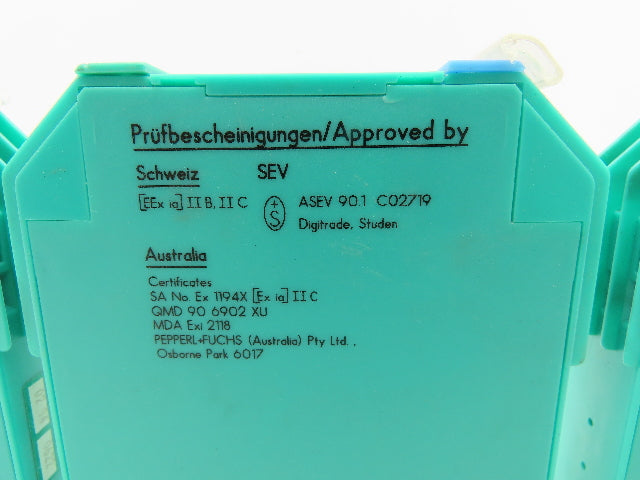 Prüfbescheinigungen/Approved by
Schweiz SEV
[EEx ia] II B, II C ASEV 90.1 C02719
+S Digitrade, Studen
Australia
Certificates
SA No. Ex 1194X [Ex ia] II C
QMD 90 6902 XU
MDA Exi 2118
PEPPERL+FUCHS (Australia) Pty Ltd.,
Osborne Park 6017